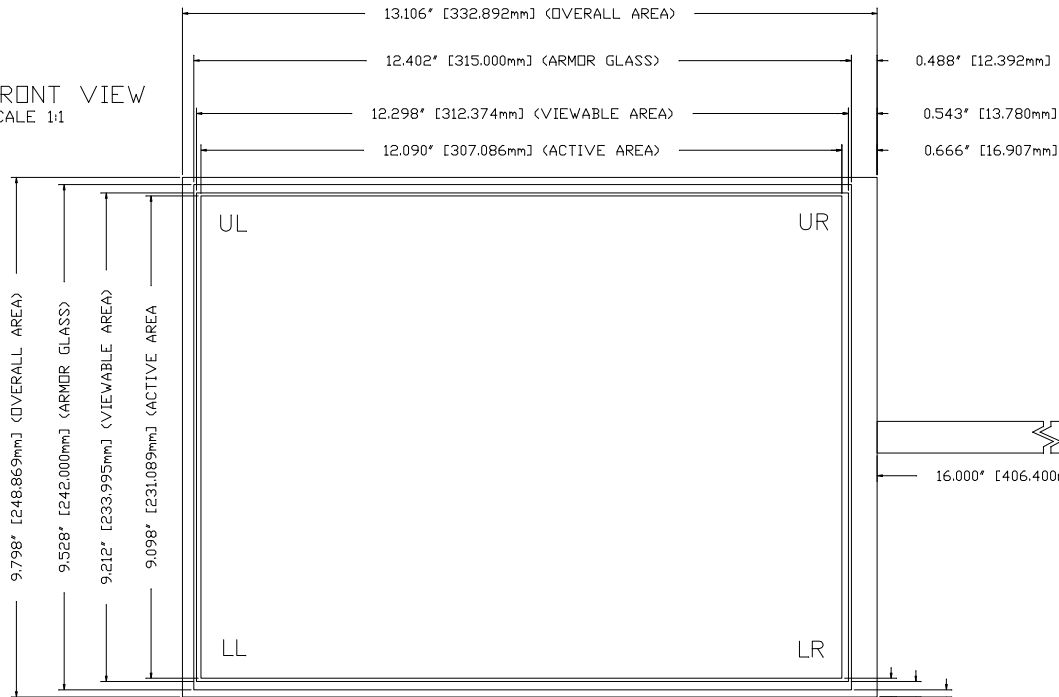 13.106" [332.892mm] (OVERALL AREA)
12.402" [315.000mm] (ARMOR GLASS)
0.488" [12.392mm]
RONT VIEW
CALE 1:1
12.298" [312.374mm] (VIEWABLE AREA)
0.543" [13.780mm]
12.090" [307.086mm] (ACTIVE AREA)
0.666" [16.907mm]
UL
UR
9.798" [248.869mm] (OVERALL AREA)
9.528" [242.000mm] (ARMOR GLASS)
9.212" [233.995mm] (VIEWABLE AREA)
9.098" [231.089mm] (ACTIVE AREA
16.000" [406.400m
LL
LR